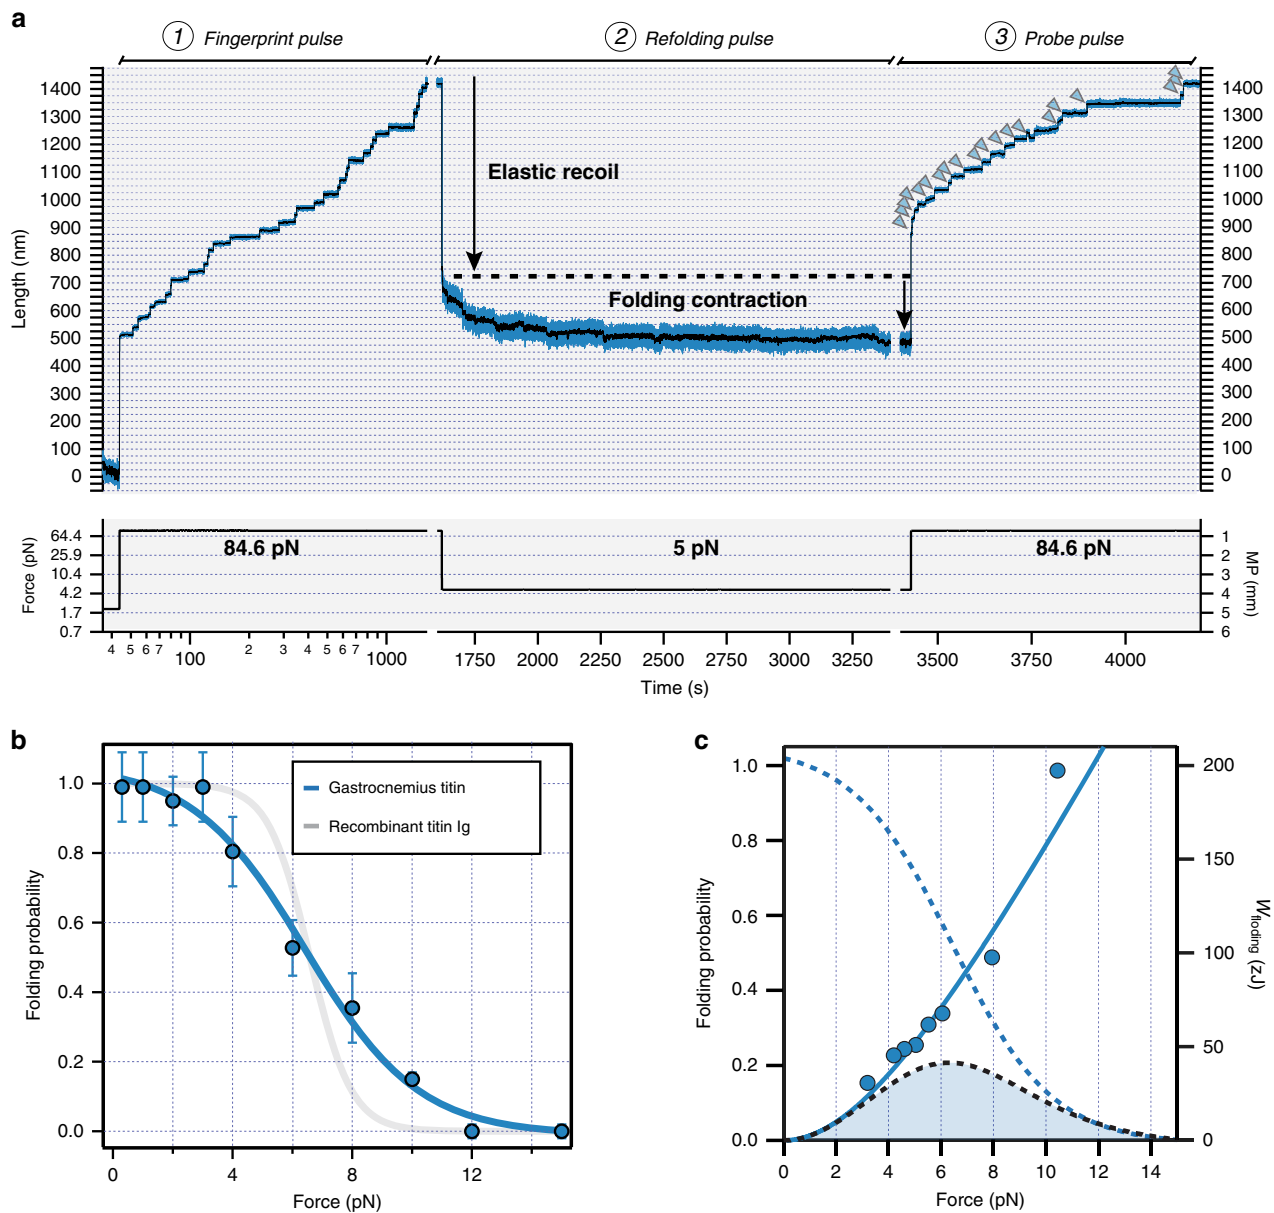 a
1 Fingerprint pulse
2 Refolding pulse
3 Probe pulse
Length (nm)
1400
1300
1200
1100
1000
900
800
700
600
500
400
300
200
100
0
Elastic recoil
Folding contraction
1400
1300
1200
1100
1000
900
800
700
600
500
400
300
200
100
0
Force (pN)
64.4
25.9
10.4
4.2
1.7
0.7
84.6 pN
5 pN
84.6 pN
1
2
3
4
5
6
MP (mm)
4 5 6 7 100 2 3 4 5 6 7 1000
1750 2000 2250 2500 2750 3000 3250
3500 3750 4000
Time (s)
b
Folding probability
1.0
0.8
0.6
0.4
0.2
0.0
Gastrocnemius titin
Recombinant titin Ig
0 4 8 12
Force (pN)
c
Folding probability
1.0
0.8
0.6
0.4
0.2
0.0
200
150
100
50
0
Wfloding (zJ)
0 2 4 6 8 10 12 14
Force (pN)